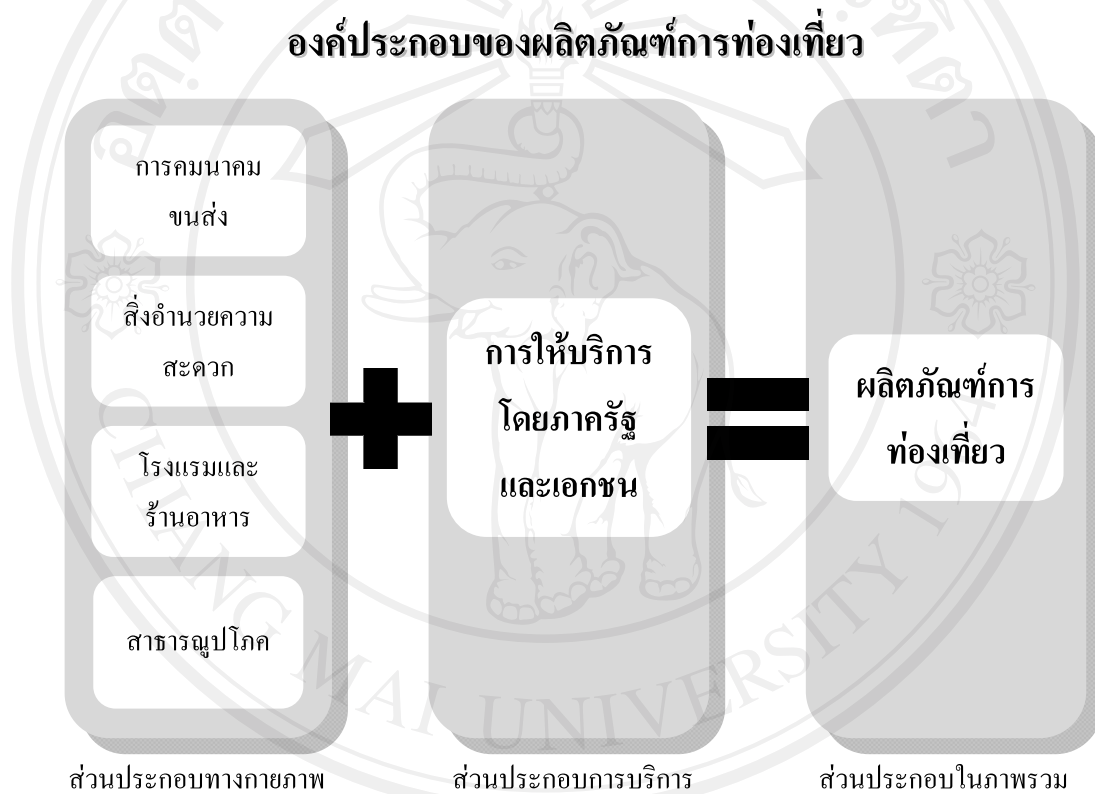 องค์ประกอบของผลิตภัณฑ์การท่องเที่ยว
การคมนาคม
ขนส่ง
สิ่งอำนวยความ
สะดวก
โรงแรมและ
ร้านอาหาร
สาธารณูปโภค
ส่วนประกอบทางกายภาพ
การให้บริการ
โดยภาครัฐ
และเอกชน
ส่วนประกอบการบริการ
ผลิตภัณฑ์การ
ท่องเที่ยว
ส่วนประกอบในภาพรวม
CHIANG MAI UNIVERSITY 1964